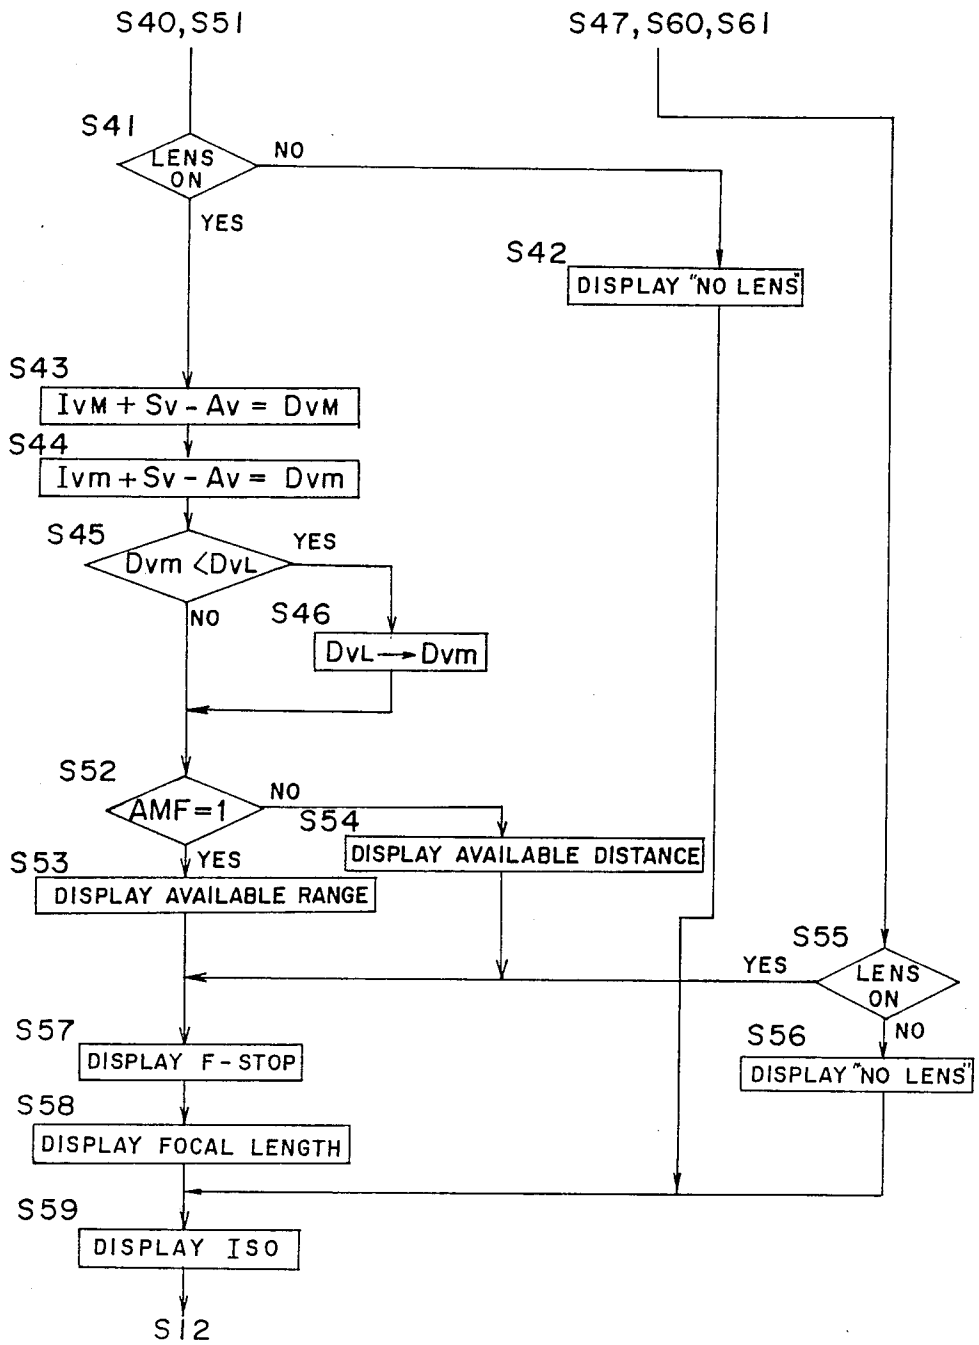 S40,S51
S47,S60,S61
S41
LENS
ON
NO
YES
S42
DISPLAY "NO LENS"
S43
IvM + Sv - Av = DvM
S44
Ivm + Sv - Av = Dvm
S45
Dvm < DvL
YES
NO
S46
DvL → Dvm
S52
AMF=1
NO
YES
S54
DISPLAY AVAILABLE DISTANCE
S53
DISPLAY AVAILABLE RANGE
S55
LENS
ON
YES
NO
S56
DISPLAY "NO LENS"
S57
DISPLAY F-STOP
S58
DISPLAY FOCAL LENGTH
S59
DISPLAY ISO
S12